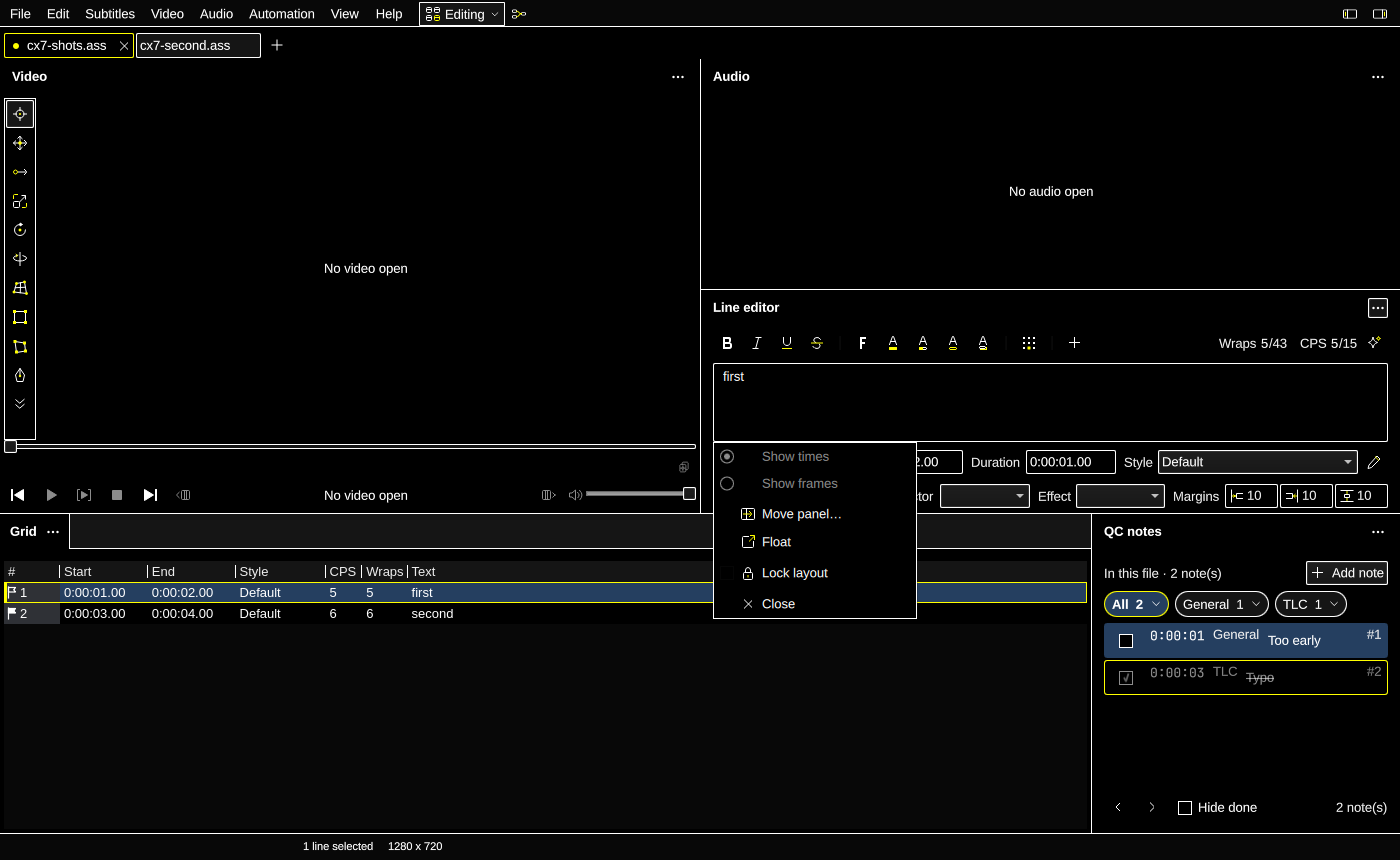 File Edit Subtitles Video Audio Automation View Help Editing
cx7-shots.ass cx7-second.ass
Video
No video open
No video open
Audio
No audio open
Line editor
B I U S F A A A A Wraps 5/43 CPS 5/15
first
2.00 Duration 0:00:01.00 Style Default
tor Effect Margins 10 10 10
Show times
Show frames
Move panel…
Float
Lock layout
Close
Grid
# Start End Style CPS Wraps Text
1 0:00:01.00 0:00:02.00 Default 5 5 first
2 0:00:03.00 0:00:04.00 Default 6 6 second
QC notes
In this file · 2 note(s) Add note
All 2 General 1 TLC 1
0:00:01 General Too early #1
0:00:03 TLC Typo #2
Hide done 2 note(s)
1 line selected 1280 x 720